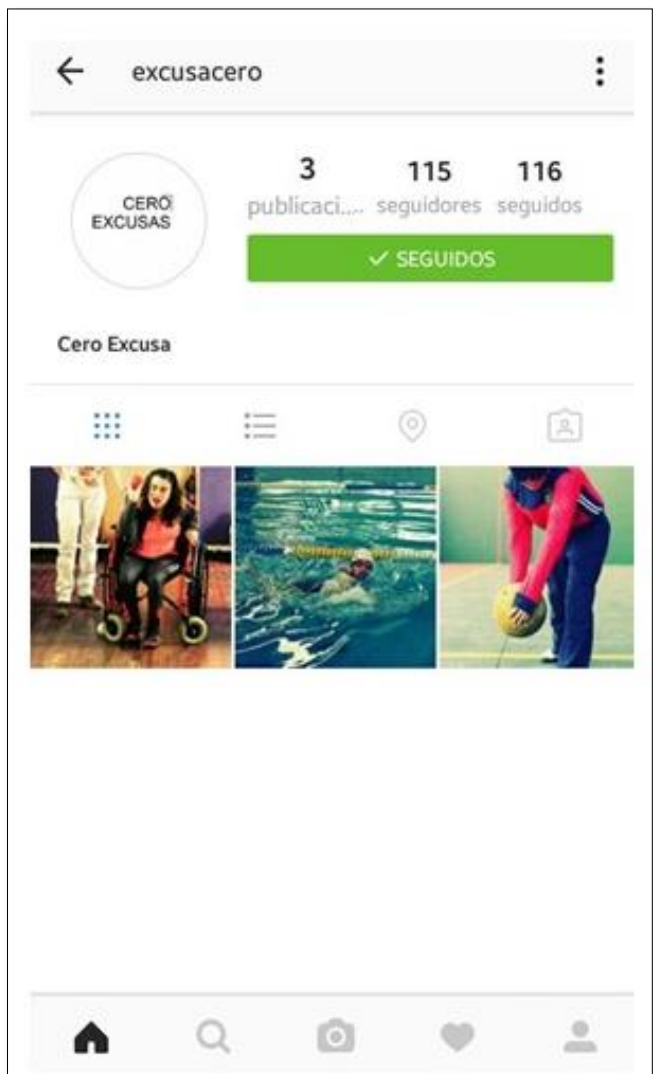 excusacero
CERO
EXCUSAS
3 115 116
publicaci.... seguidores seguidos
✓ SEGUIDOS
Cero Excusa